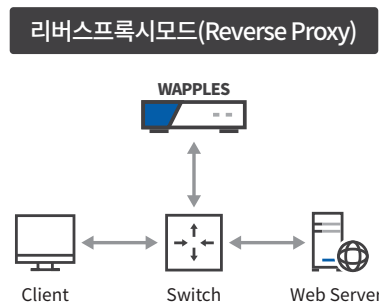 리버스프록시모드(Reverse Proxy)
WAPPLES
Client
Switch
Web Server